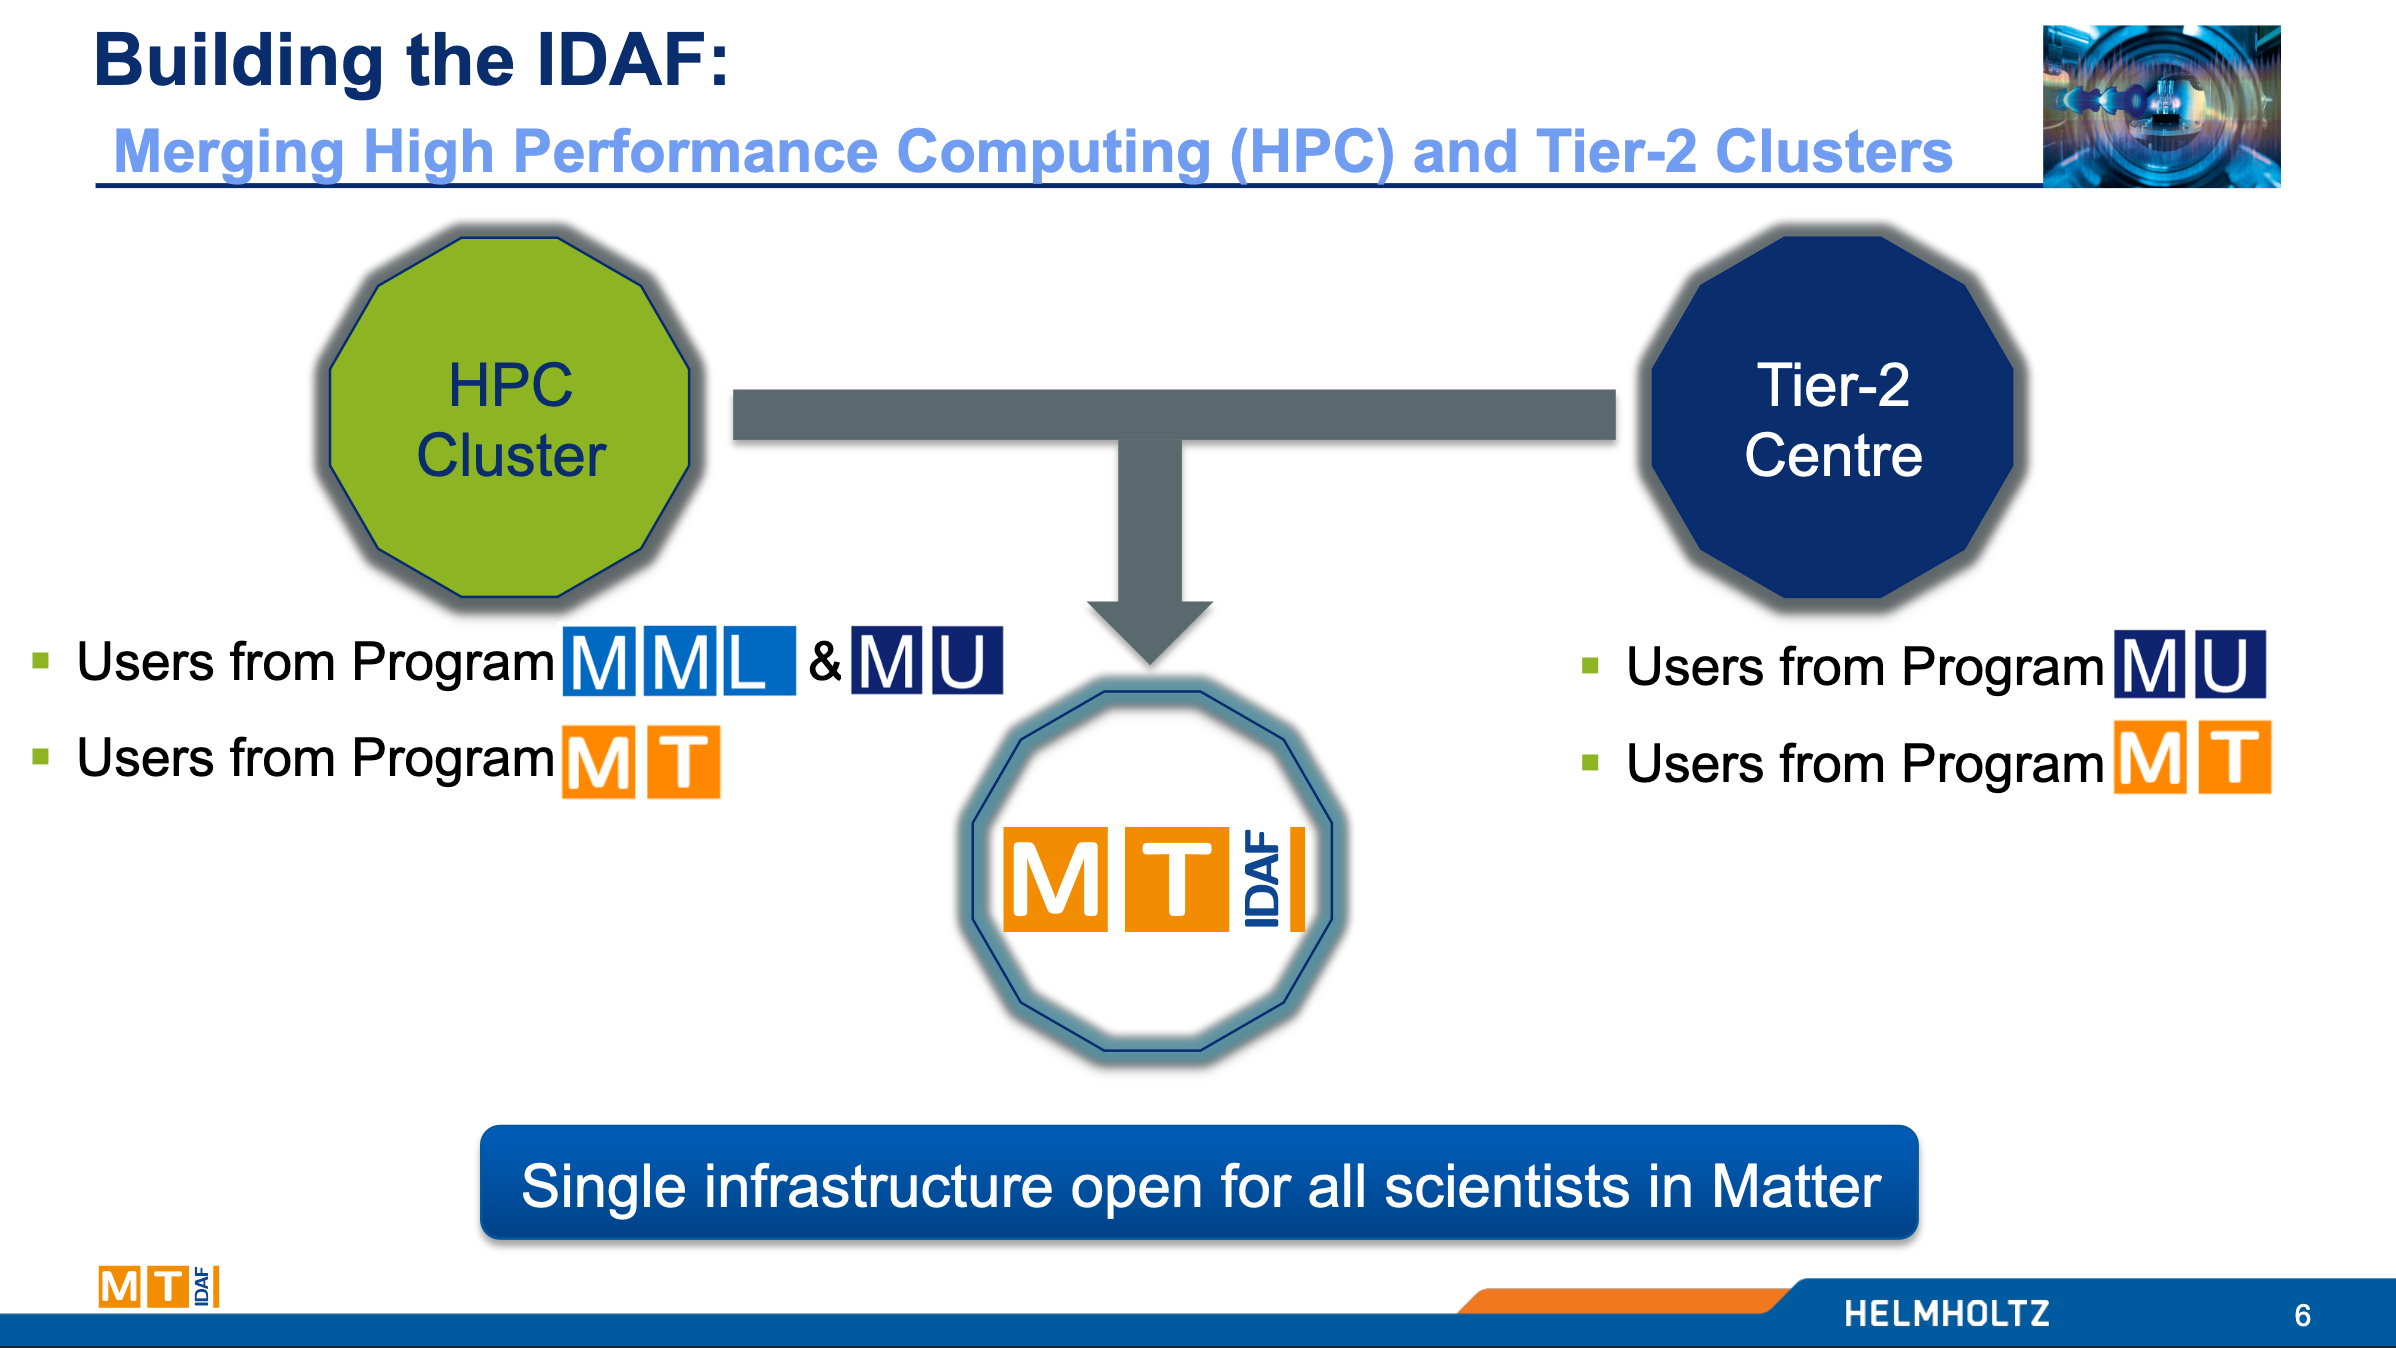 Building the IDAF:
Merging High Performance Computing (HPC) and Tier-2 Clusters
HPC
Cluster
Tier-2
Centre
Users from Program MML & MU
Users from Program MT
Users from Program MU
Users from Program MT
MT IDAF
Single infrastructure open for all scientists in Matter
MT IDAF
HELMHOLTZ
6